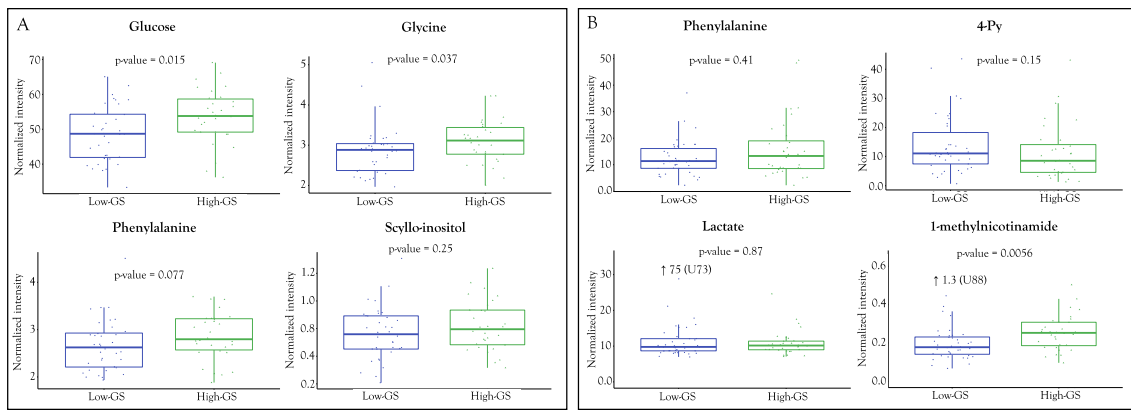 A
Glucose
p-value = 0.015
Normalized intensity
70
60
50
40
Low-GS
High-GS
Glycine
p-value = 0.037
Normalized intensity
5
4
3
2
Low-GS
High-GS
Phenylalanine
p-value = 0.077
Normalized intensity
4
3
2
Low-GS
High-GS
Scyllo-inositol
p-value = 0.25
Normalized intensity
1.2
1.0
0.8
0.6
0.4
0.2
Low-GS
High-GS
B
Phenylalanine
p-value = 0.41
Normalized intensity
50
40
30
20
10
0.0
Low-GS
High-GS
4-Py
p-value = 0.15
Normalized intensity
40
30
20
10
0.0
Low-GS
High-GS
Lactate
p-value = 0.87
↑ 75 (U73)
Normalized intensity
30
20
10
0.0
Low-GS
High-GS
1-methylnicotinamide
p-value = 0.0056
↑ 1.3 (U88)
Normalized intensity
0.6
0.4
0.2
0.0
Low-GS
High-GS